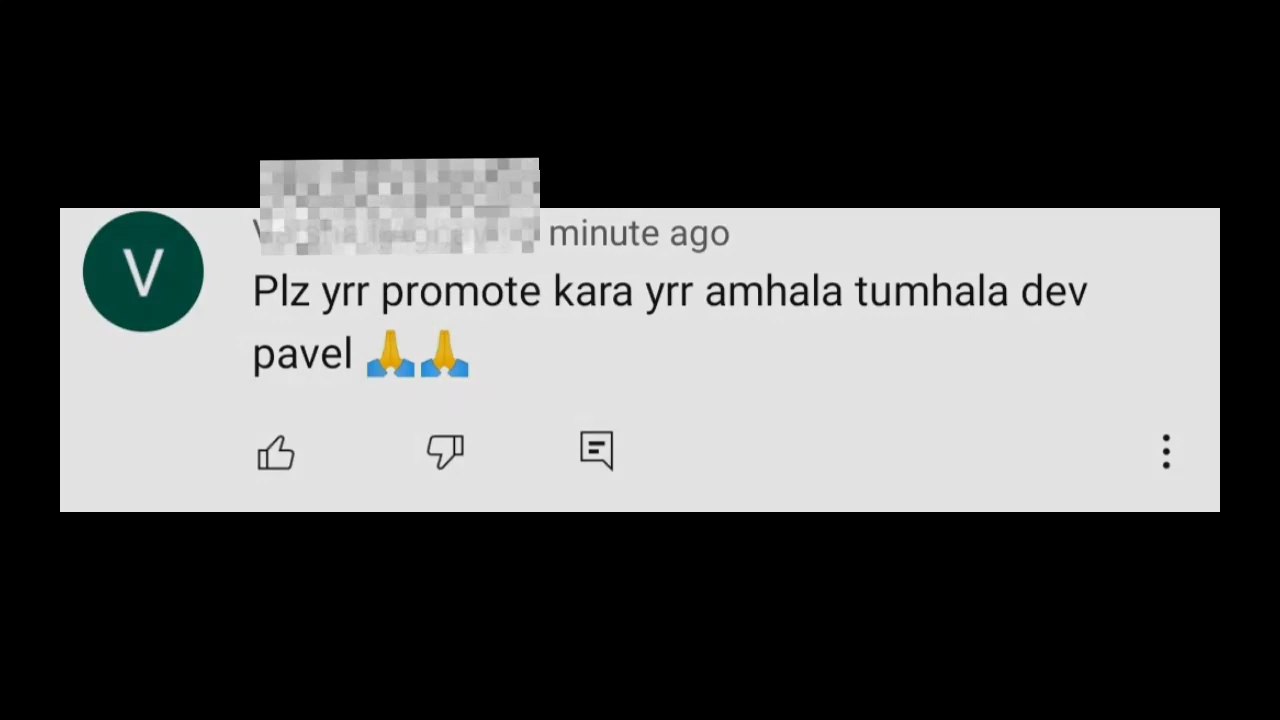 V
minute ago
Plz yrr promote kara yrr amhala tumhala dev
pavel 🙏🙏